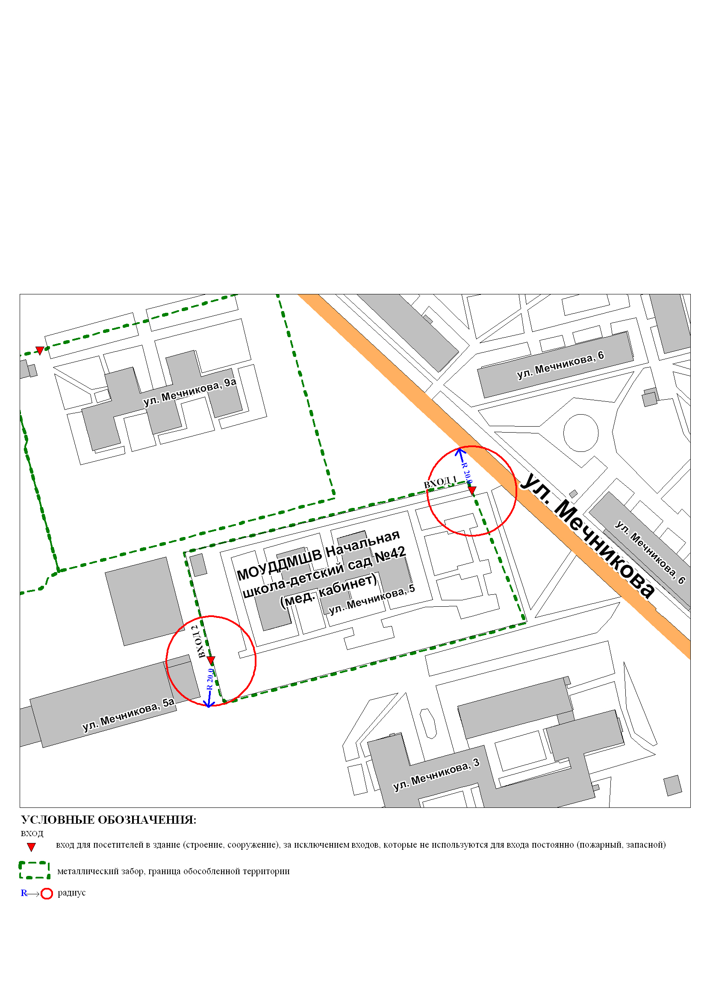 ул. Мечникова, 6
ул. Мечникова, 9а
R 20.0
ВХОД 1
ул. Мечникова
ул. Мечникова, 6
МОУДДМШВ Начальная
школа-детский сад №42
(мед. кабинет)
ул. Мечникова, 5
ВХОД 2
R 20.0
ул. Мечникова, 5а
ул. Мечникова, 3
УСЛОВНЫЕ ОБОЗНАЧЕНИЯ:
ВХОД
вход для посетителей в здание (строение, сооружение), за исключением входов, которые не используются для входа постоянно (пожарный, запасной)
металлический забор, граница обособленной территории
R радиус